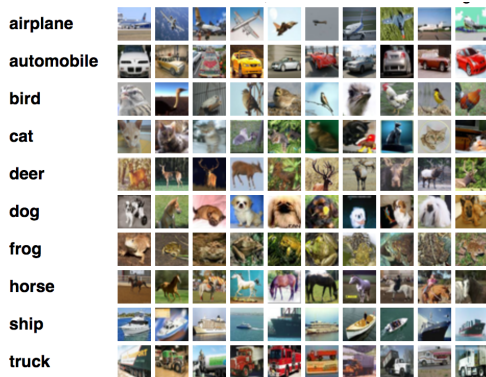 airplane
automobile
bird
cat
deer
dog
frog
horse
ship
truck